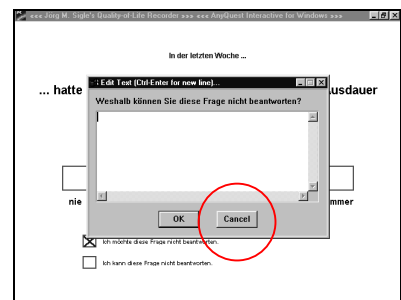 ««« Jörg M. Sigle's Quality-of-Life Recorder »»» ««« AnyQuest Interactive for Windows »»»
In der letzten Woche ...
... hatte
usdauer
Edit Text (Ctrl-Enter for new line)...
Weshalb können Sie diese Frage nicht beantworten?
nie
mmer
OK Cancel
Ich möchte diese Frage nicht beantworten.
Ich kann diese Frage nicht beantworten.